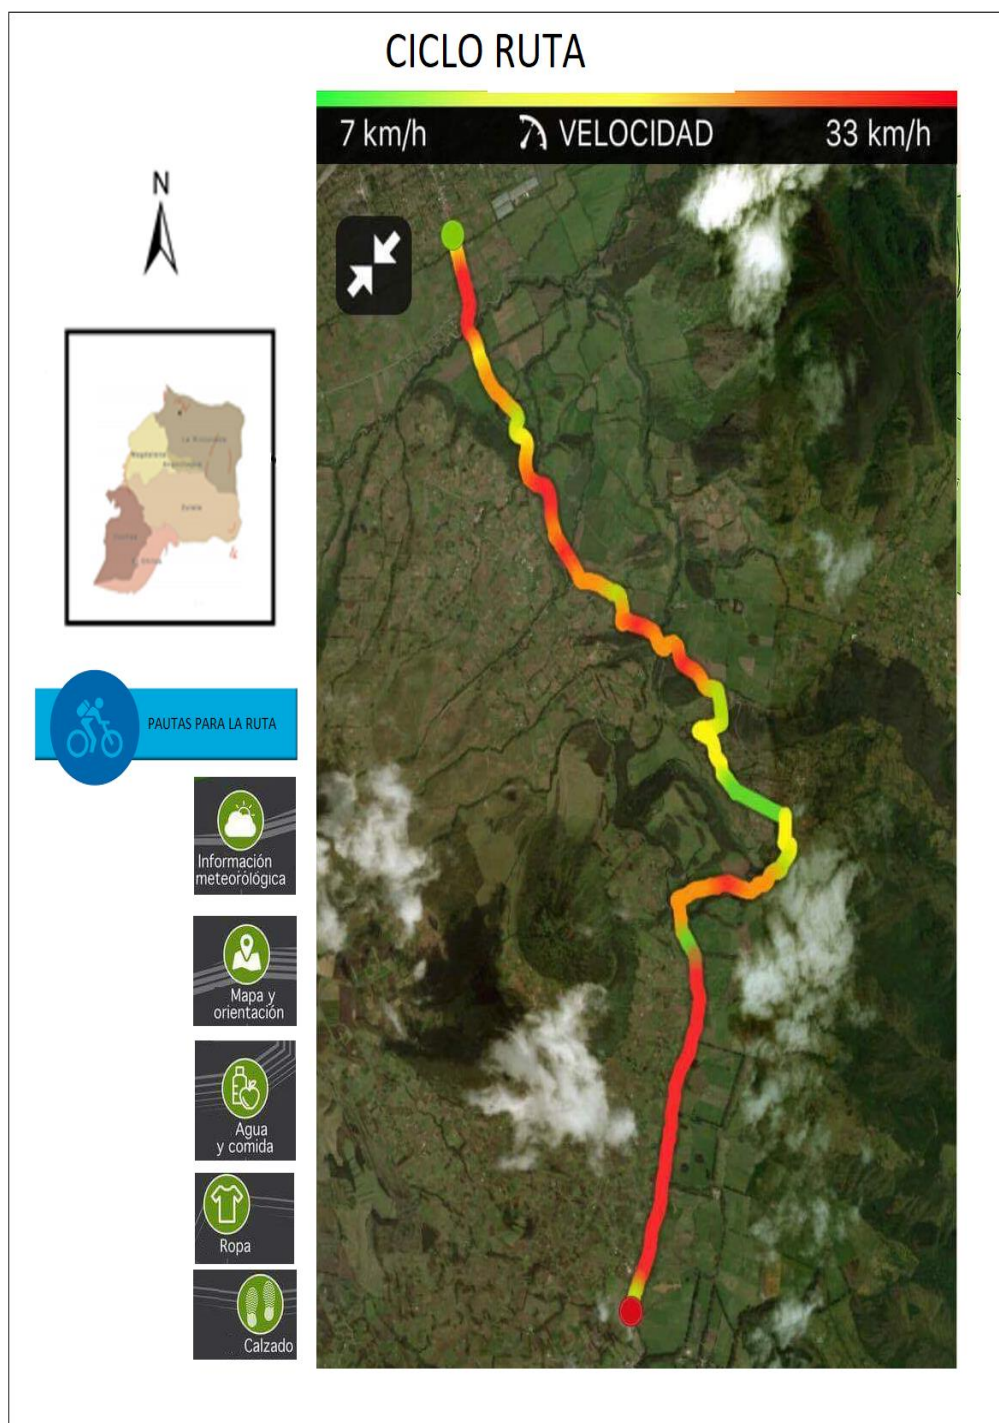 CICLO RUTA
7 km/h
VELOCIDAD
33 km/h
N
Magdalena
PAUTAS PARA LA RUTA
Información
meteorológica
Mapa y
orientación
Agua
y comida
Ropa
Calzado